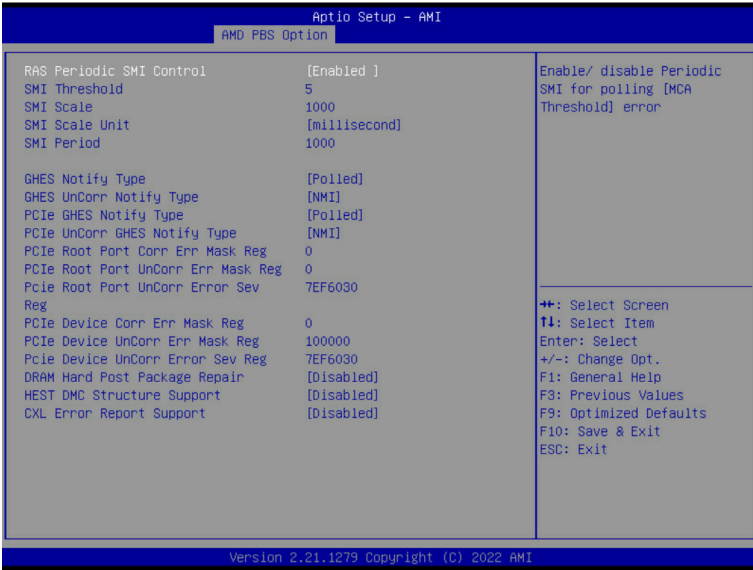 Aptio Setup – AMI
AMD PBS Option
RAS Periodic SMI Control [Enabled ]
SMI Threshold 5
SMI Scale 1000
SMI Scale Unit [millisecond]
SMI Period 1000
GHES Notify Type [Polled]
GHES UnCorr Notify Type [NMI]
PCIe GHES Notify Type [Polled]
PCIe UnCorr GHES Notify Type [NMI]
PCIe Root Port Corr Err Mask Reg 0
PCIe Root Port UnCorr Err Mask Reg 0
Pcie Root Port UnCorr Error Sev 7EF6030
Reg
PCIe Device Corr Err Mask Reg 0
PCIe Device UnCorr Err Mask Reg 100000
Pcie Device UnCorr Error Sev Reg 7EF6030
DRAM Hard Post Package Repair [Disabled]
HEST DMC Structure Support [Disabled]
CXL Error Report Support [Disabled]
Enable/ disable Periodic
SMI for polling [MCA
Threshold] error
→←: Select Screen
↑↓: Select Item
Enter: Select
+/-: Change Opt.
F1: General Help
F3: Previous Values
F9: Optimized Defaults
F10: Save & Exit
ESC: Exit
Version 2.21.1279 Copyright (C) 2022 AMI